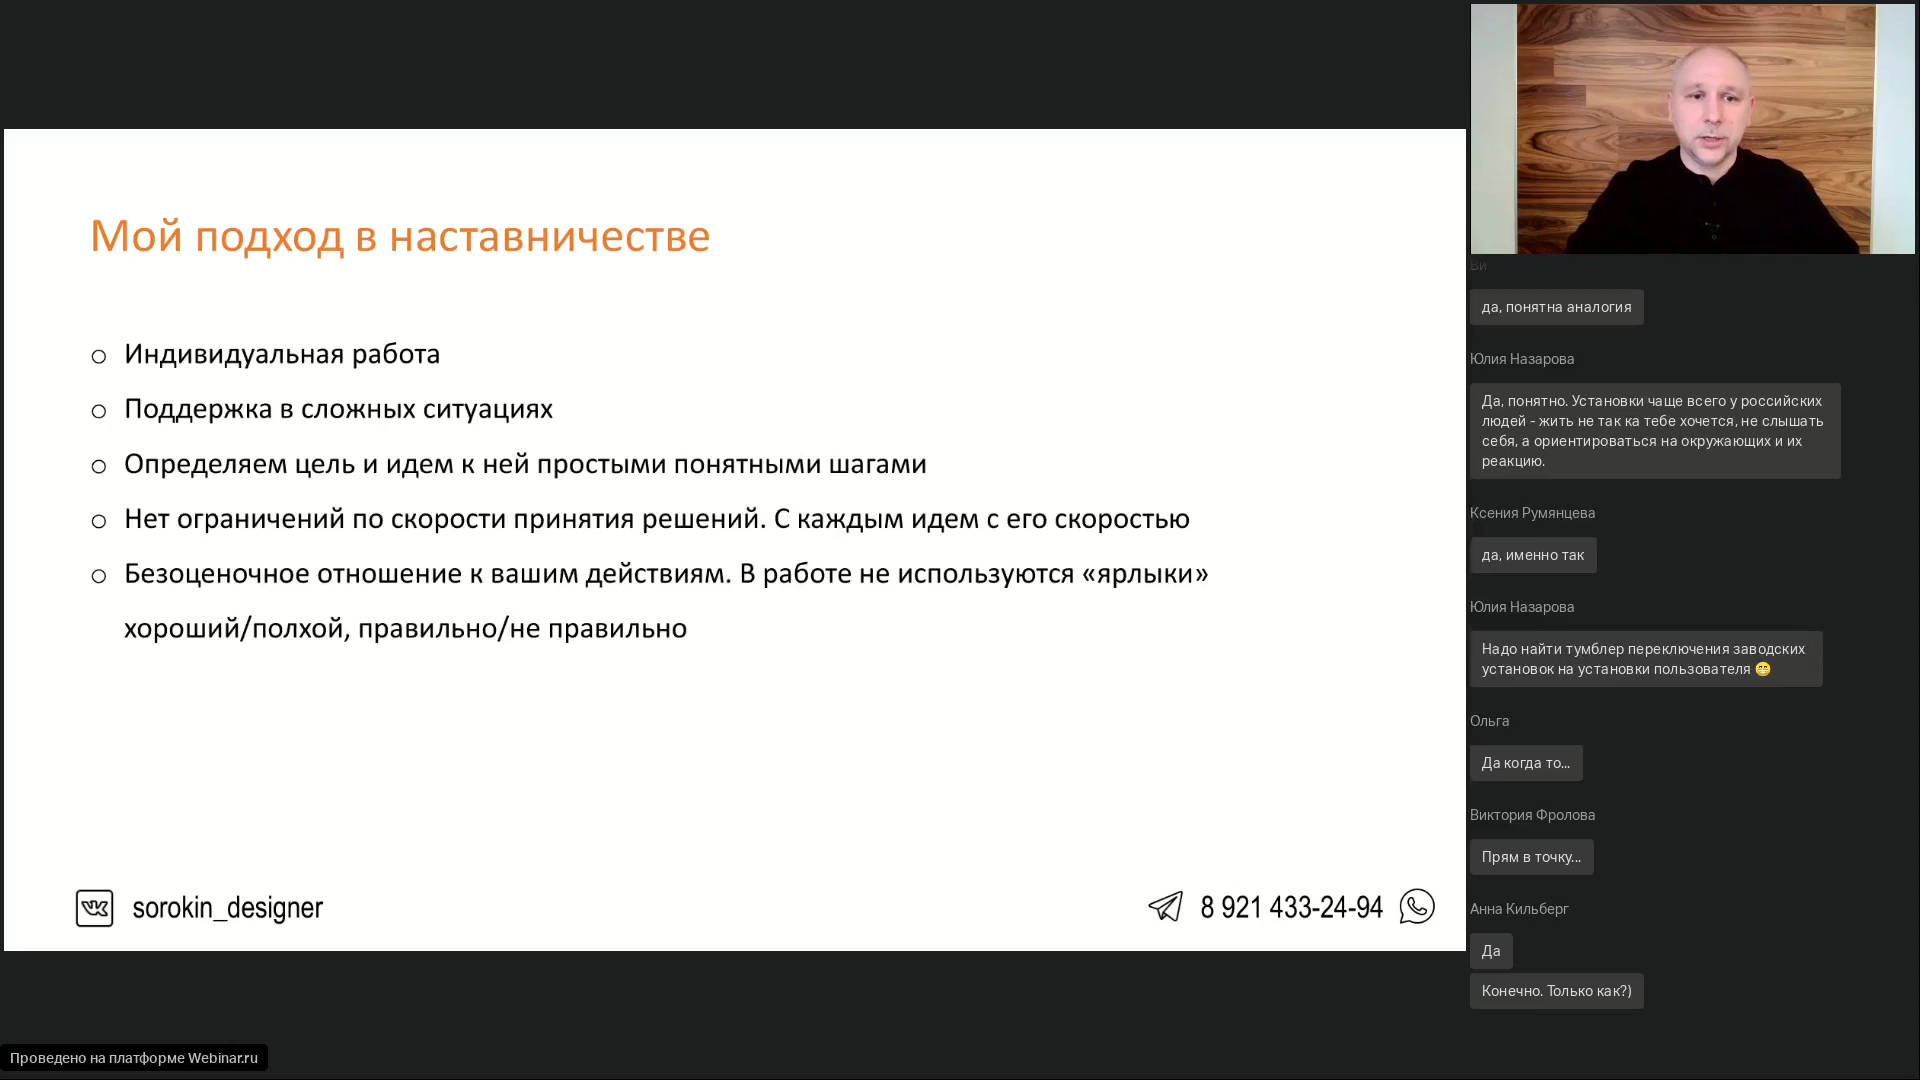 Мой подход в наставничестве
Индивидуальная работа
Поддержка в сложных ситуациях
Определяем цель и идем к ней простыми понятными шагами
Нет ограничений по скорости принятия решений. С каждым идем с его скоростью
Безоценочное отношение к вашим действиям. В работе не используются «ярлыки»
хороший/полхой, правильно/не правильно
sorokin_designer
8 921 433-24-94
Ви
да, понятна аналогия
Юлия Назарова
Да, понятно. Установки чаще всего у российских
людей - жить не так ка тебе хочется, не слышать
себя, а ориентироваться на окружающих и их
реакцию.
Ксения Румянцева
да, именно так
Юлия Назарова
Надо найти тумблер переключения заводских
установок на установки пользователя 😁
Ольга
Да когда то...
Виктория Фролова
Прям в точку...
Анна Кильберг
Да
Конечно. Только как?)
Проведено на платформе Webinar.ru